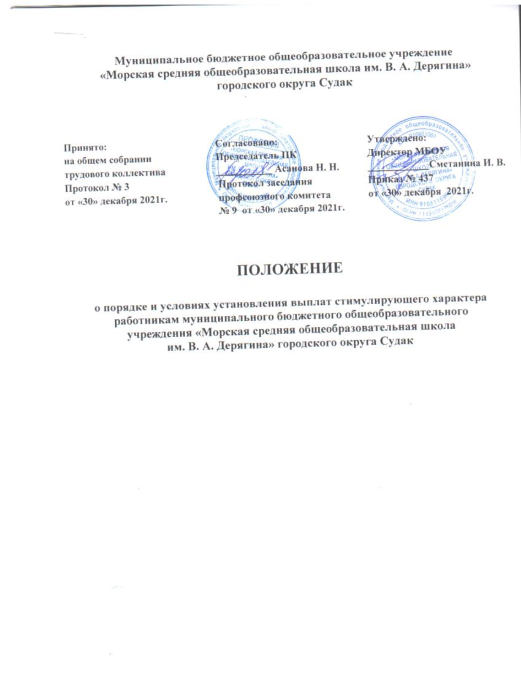 Муниципальное бюджетное общеобразовательное учреждение
«Морская средняя общеобразовательная школа им. В. А. Дерягина»
городского округа Судак
Принято:
на общем собрании
трудового коллектива
Протокол № 3
от «30» декабря 2021г.
Согласовано:
Председатель ПК
Асанова Н. Н.
Протокол заседания
профсоюзного комитета
№ 9 от «30» декабря 2021г.
Утверждено:
Директор МБОУ
Сметанина И. В.
Приказ № 437
от «30» декабря 2021г.
ПОЛОЖЕНИЕ
о порядке и условиях установления выплат стимулирующего характера
работникам муниципального бюджетного общеобразовательного
учреждения «Морская средняя общеобразовательная школа
им. В. А. Дерягина» городского округа Судак